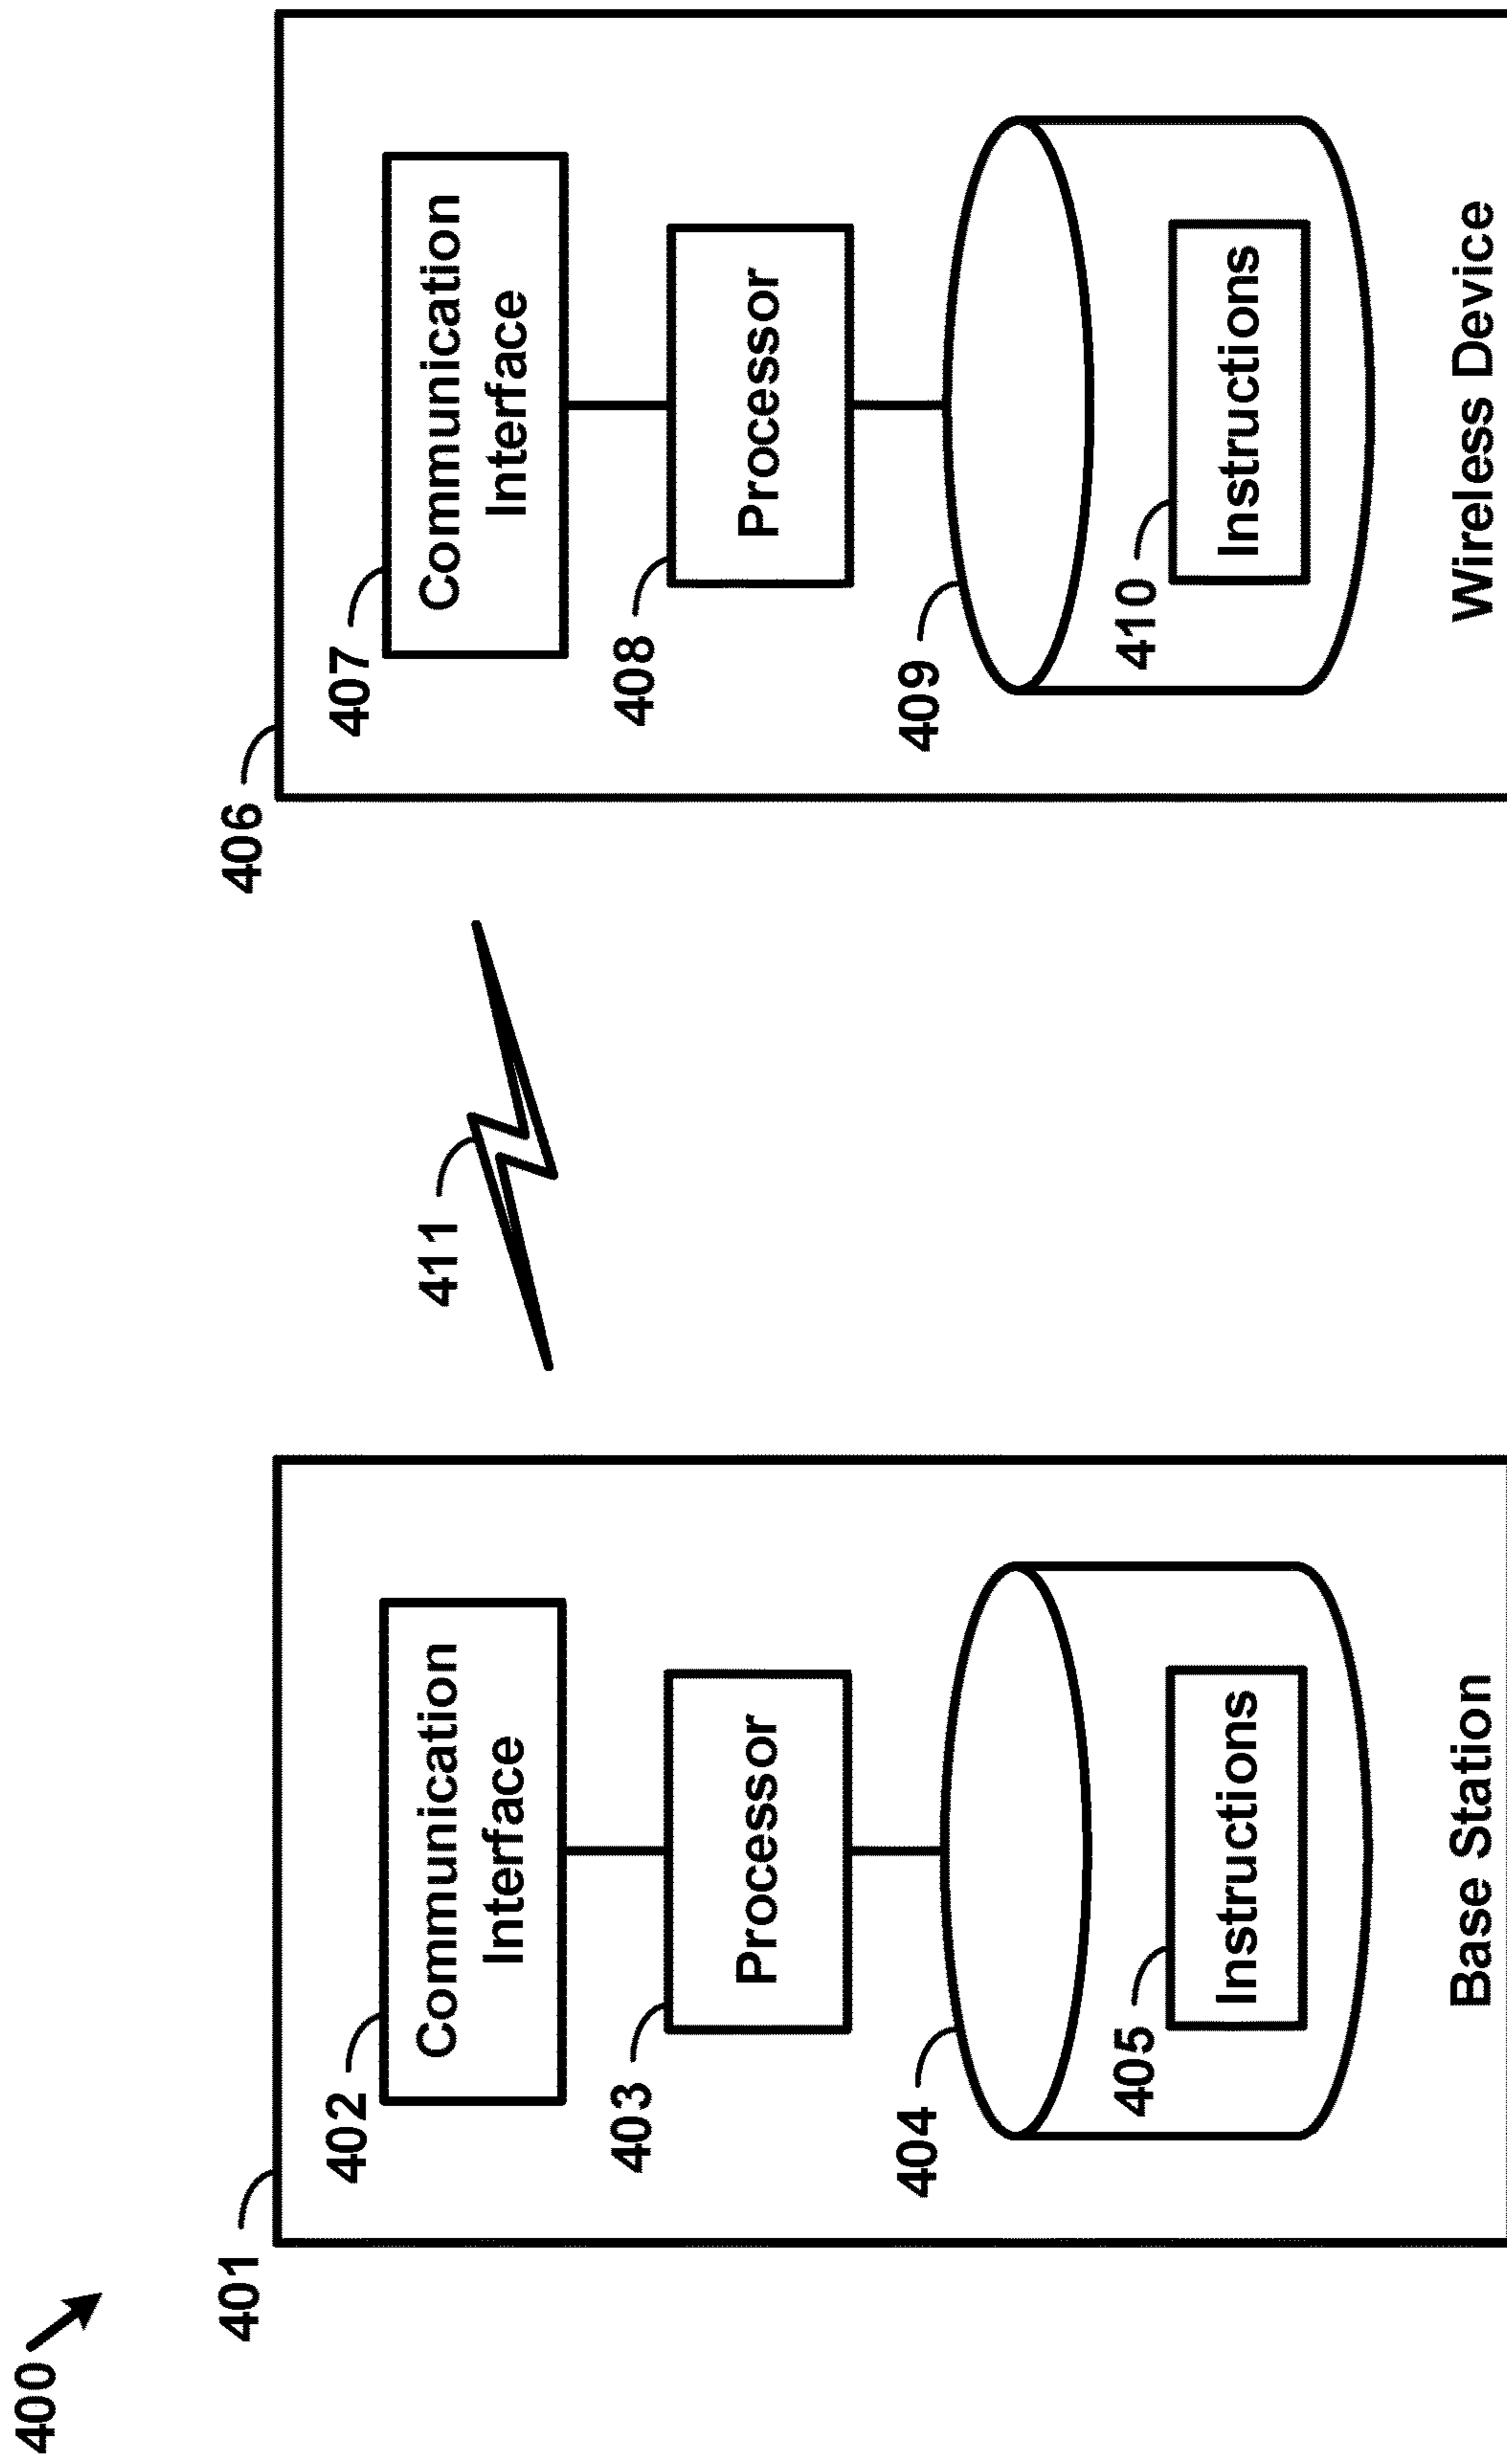 400
401
402
Communication
Interface
403
Processor
404
405
Instructions
Base Station
411
406
407
Communication
Interface
408
Processor
409
410
Instructions
Wireless Device